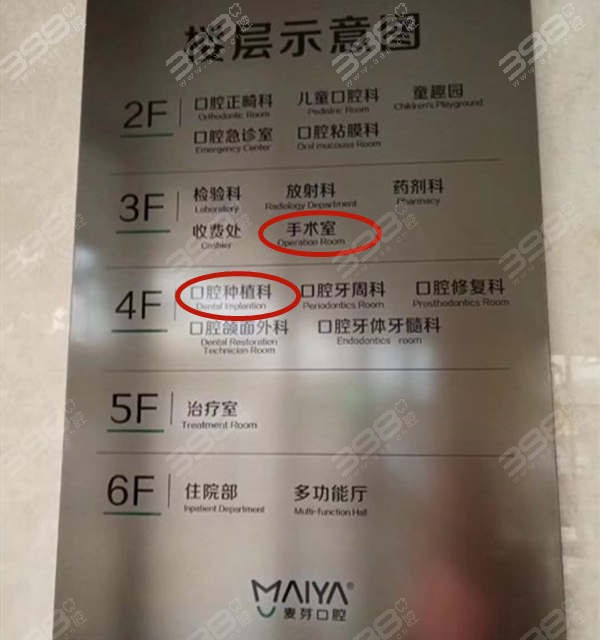 楼层示意图
2F
口腔正畸科 儿童口腔科 童趣园
Orthodontic Room Pediatric Room Children's Playground
口腔急诊室 口腔粘膜科
Emergency Center Oral mucousa Room
3F
检验科 放射科 药剂科
Laboratory Radiology Department Pharmacy
收费处 手术室
Cashier Operation Room
4F
口腔种植科 口腔牙周科 口腔修复科
Dental Implantion Periodontics Room Prosthodontics Room
口腔颌面外科 口腔牙体牙髓科
Dental Restoration Endodontics room
Technician Room
5F
治疗室
Treatment Room
6F
住院部 多功能厅
Inpatient Department Multi-function Hall
MAIYA®
麦芽口腔